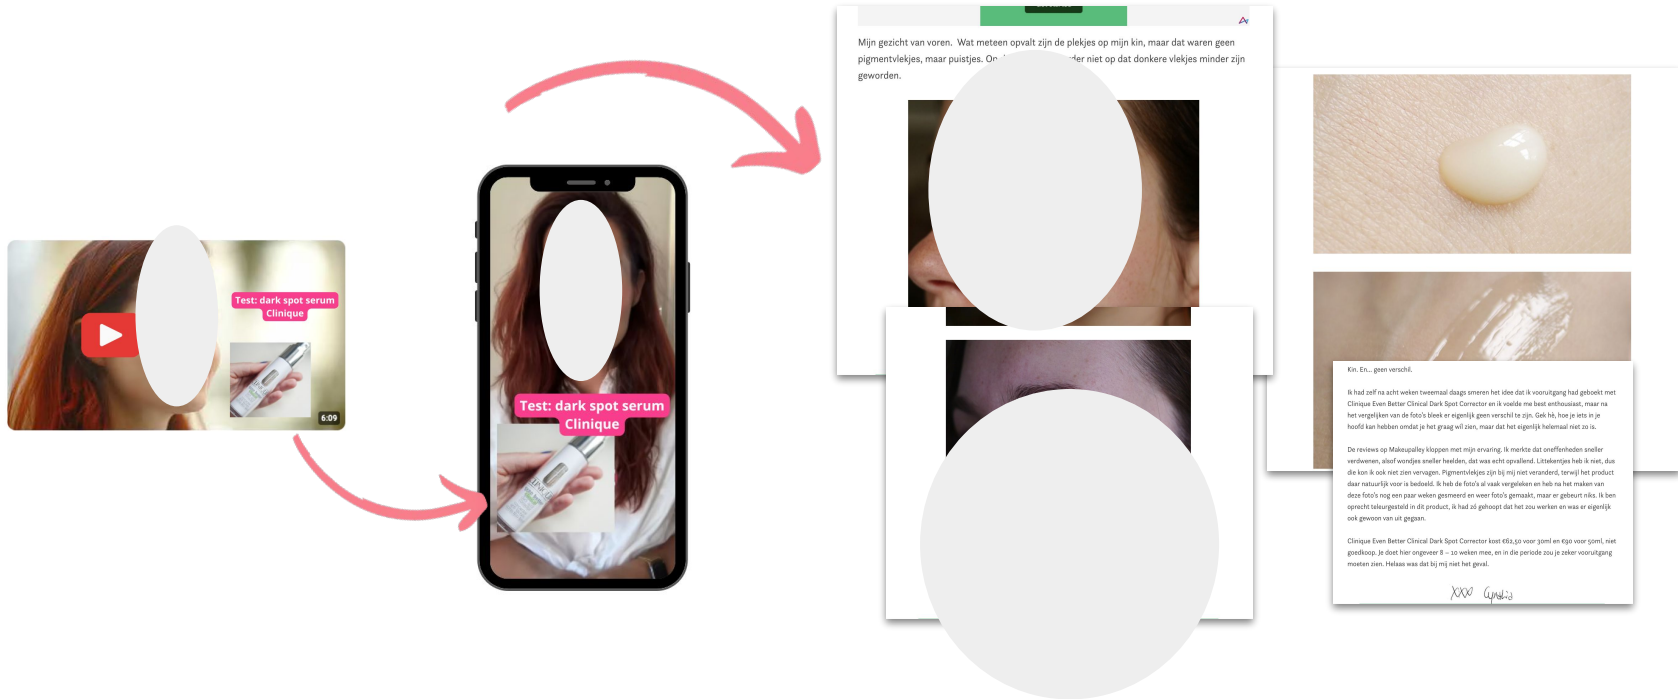 Test: dark spot serum
Clinique
6:09
Test: dark spot serum
Clinique
Mijn gezicht van voren. Wat meteen opvalt zijn de plekjes op mijn kin, maar dat waren geen
pigmentvlekjes, maar puistjes. niet op dat donkere vlekjes minder zijn
geworden.
Kin. En... geen verschil.
Ik had zelf na acht weken tweemaal daags smeren het idee dat ik vooruitgang had geboekt met
Clinique Even Better Clinical Dark Spot Corrector en ik voelde me best enthousiast, maar na
het vergelijken van de foto's bleek er eigenlijk geen verschil te zijn. Gek hè, hoe je iets in je
hoofd kan hebben omdat je het graag wíl zien, maar dat het eigenlijk helemaal niet zo is.
De reviews op Makeupalley kloppen met mijn ervaring. Ik merkte dat oneffenheden sneller
verdwenen, alsof wondjes sneller heelden, dat was echt opvallend. Littekentjes heb ik niet, dus
die kon ik ook niet zien vervagen. Pigmentvlekjes zijn bij mij niet veranderd, terwijl het product
daar natuurlijk voor is bedoeld. Ik heb de foto's al vaak vergeleken en heb na het maken van
deze foto's nog een paar weken gesmeerd en weer foto's gemaakt, maar er gebeurt niks. Ik ben
oprecht teleurgesteld in dit product, ik had zó gehoopt dat het zou werken en was er eigenlijk
ook gewoon van uit gegaan.
Clinique Even Better Clinical Dark Spot Corrector kost €62,50 voor 30ml en €90 voor 50ml, niet
goedkoop. Je doet hier ongeveer 8 – 10 weken mee, en in die periode zou je zeker vooruitgang
moeten zien. Helaas was dat bij mij niet het geval.
XXX Cynthia